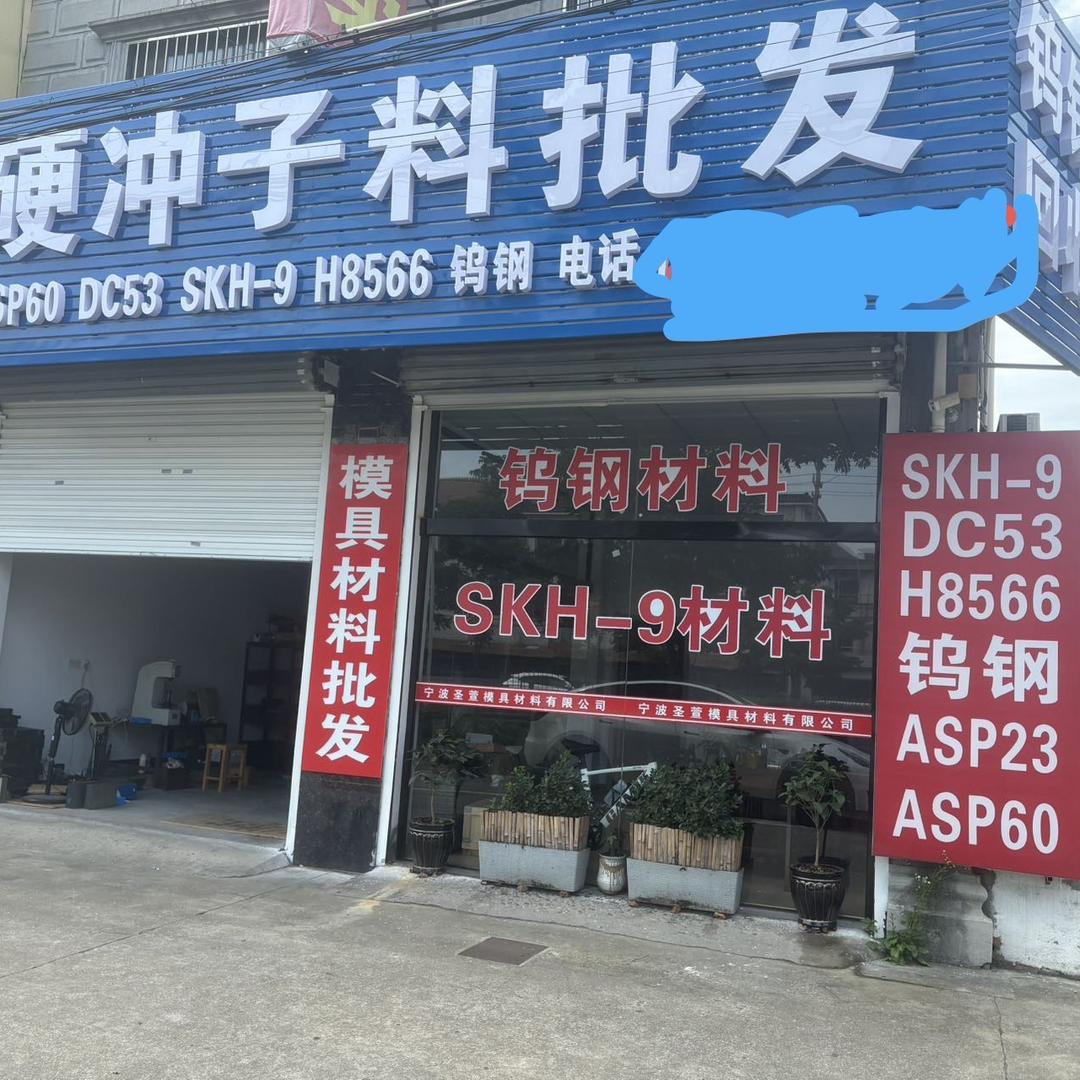 硬冲子料批发
SP60 DC53 SKH-9 H8566 钨钢 电话
钨
回收
模具材料批发
钨钢材料
SKH-9材料
宁波圣萱模具材料有限公司 宁波圣萱模具材料有限公司
SKH-9
DC53
H8566
钨钢
ASP23
ASP60